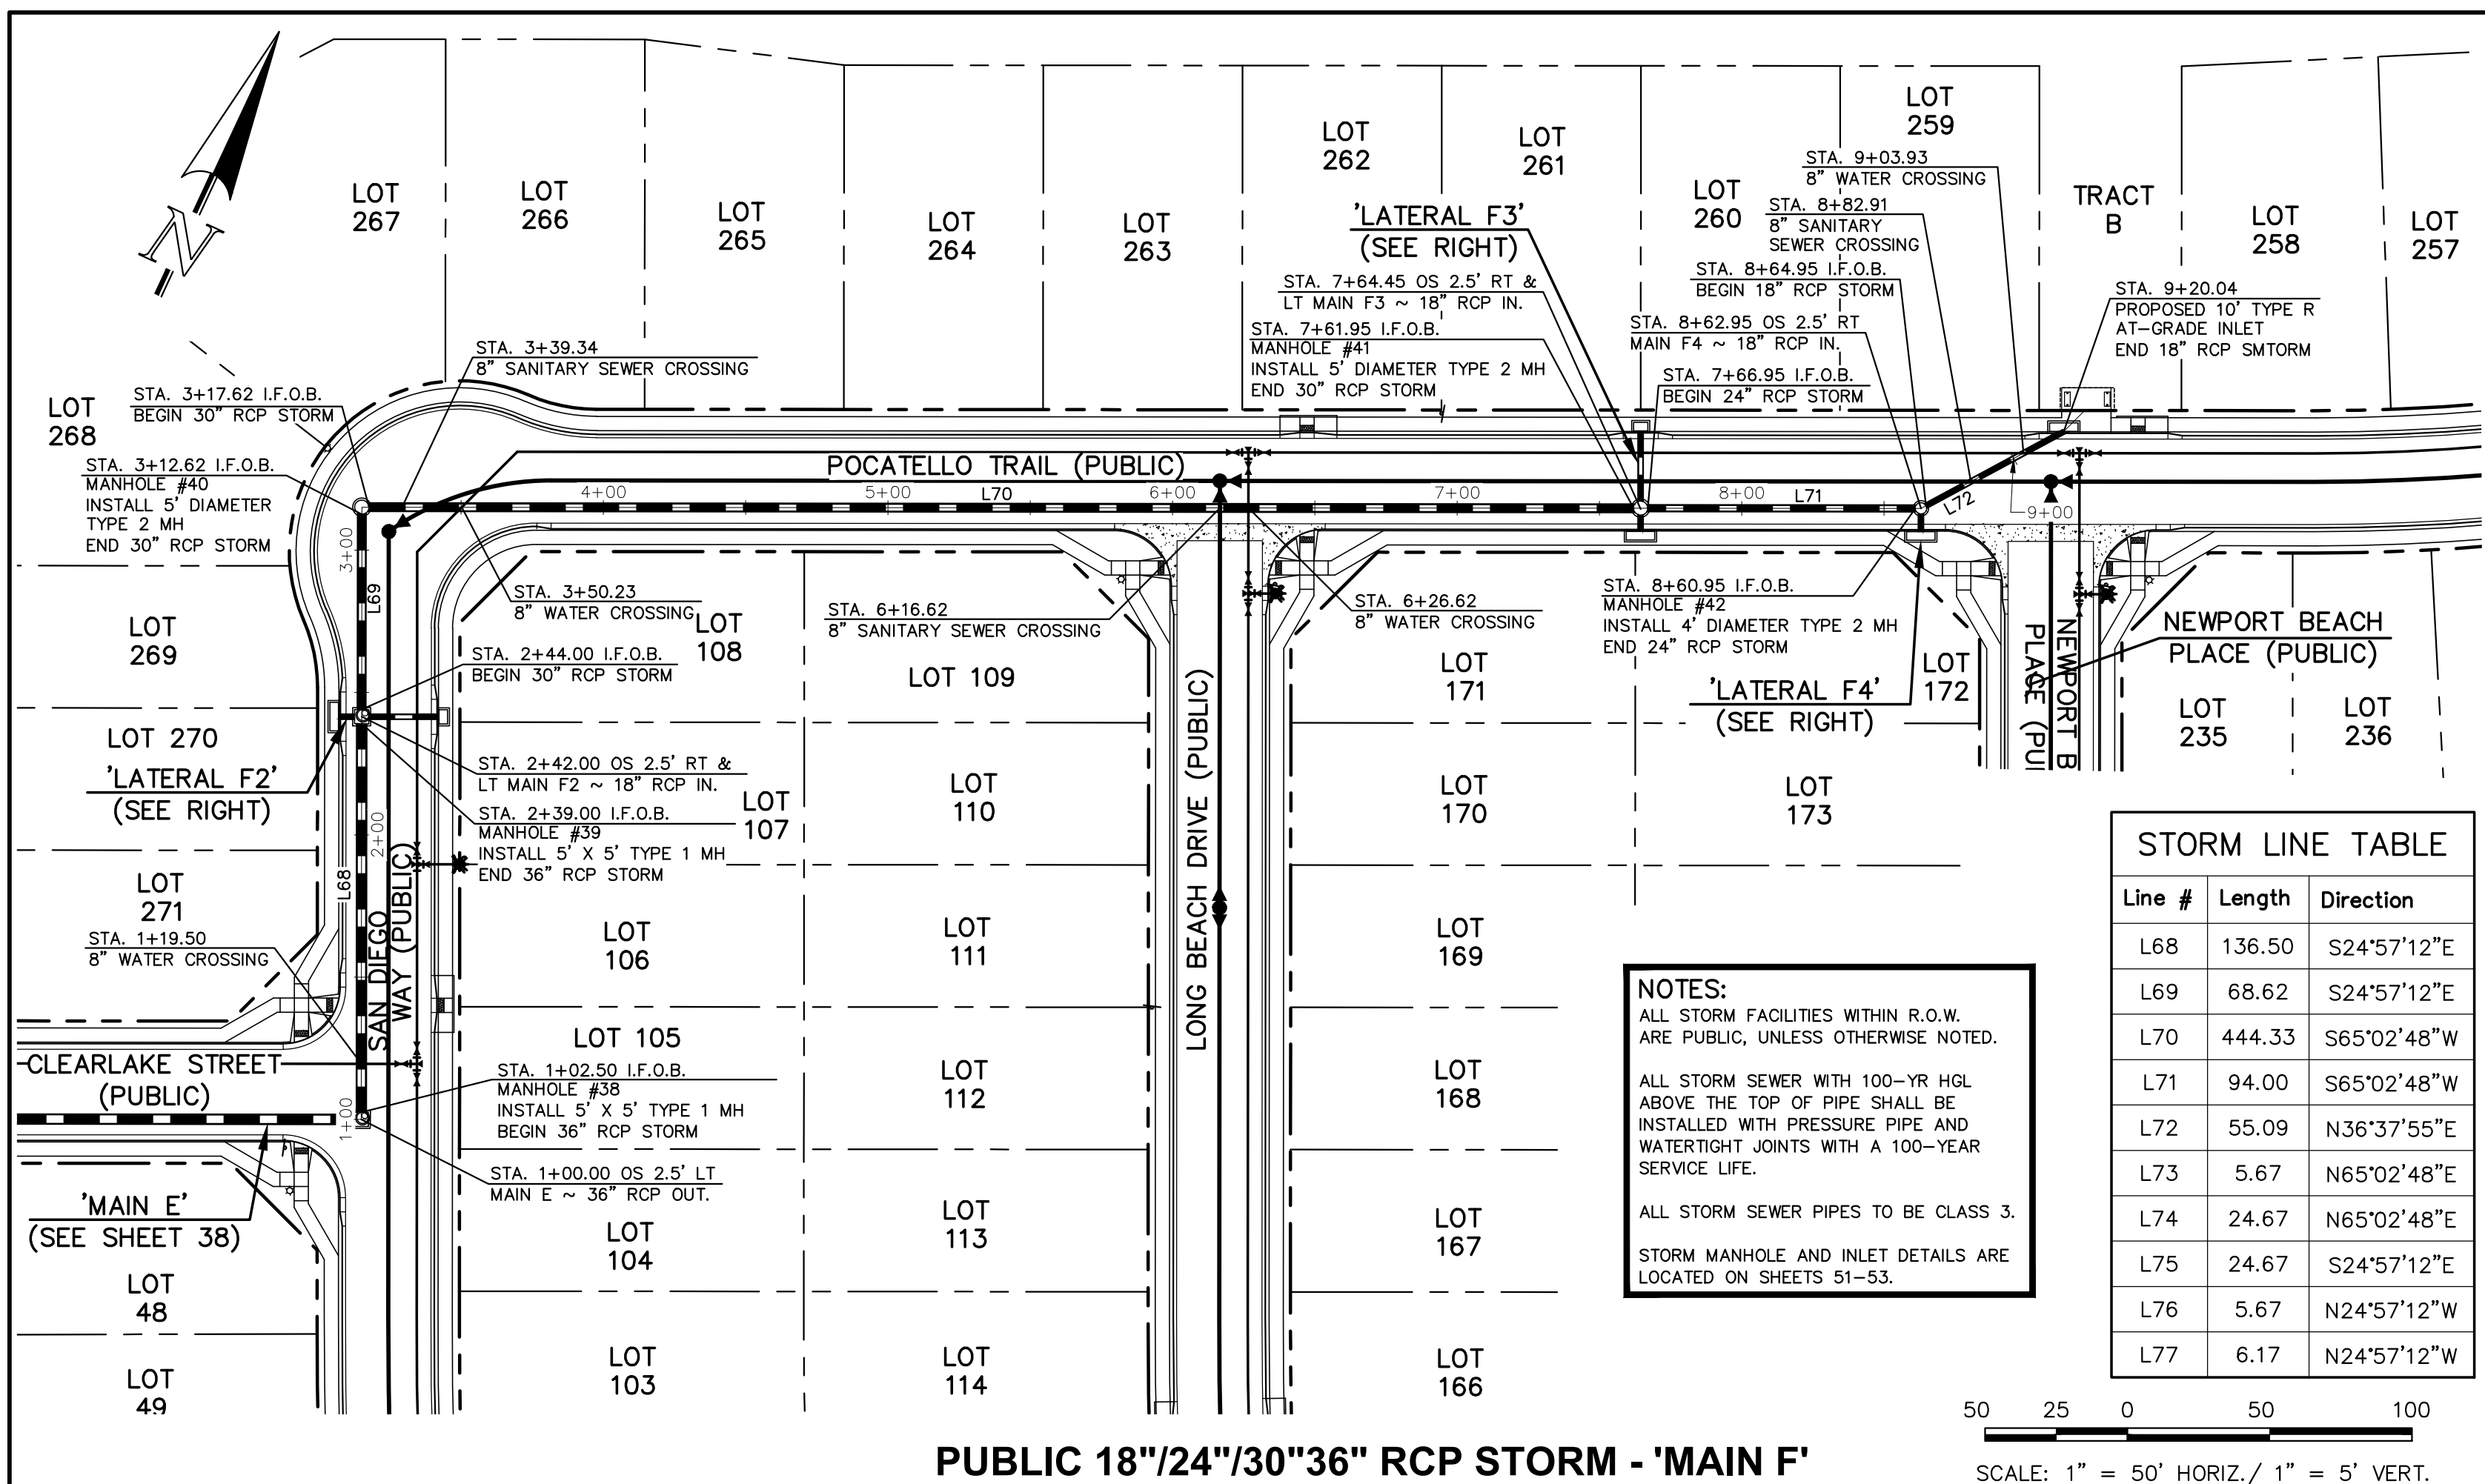 N
LOT
267
LOT
266
LOT
265
LOT
264
LOT
263
LOT
262
LOT
261
LOT
260
LOT
259
TRACT
B
LOT
258
LOT
257
'LATERAL F3'
(SEE RIGHT)
STA. 9+03.93
8" WATER CROSSING
STA. 8+82.91
8" SANITARY
SEWER CROSSING
STA. 8+64.95 I.F.O.B.
BEGIN 18" RCP STORM
STA. 8+62.95 OS 2.5' RT
MAIN F4 ~ 18" RCP IN.
STA. 7+66.95 I.F.O.B.
BEGIN 24" RCP STORM
STA. 7+64.45 OS 2.5' RT &
LT MAIN F3 ~ 18" RCP IN.
STA. 7+61.95 I.F.O.B.
MANHOLE #41
INSTALL 5' DIAMETER TYPE 2 MH
END 30" RCP STORM
STA. 9+20.04
PROPOSED 10' TYPE R
AT-GRADE INLET
END 18" RCP SMTORM
STA. 3+39.34
8" SANITARY SEWER CROSSING
STA. 3+17.62 I.F.O.B.
BEGIN 30" RCP STORM
LOT
268
STA. 3+12.62 I.F.O.B.
MANHOLE #40
INSTALL 5' DIAMETER
TYPE 2 MH
END 30" RCP STORM
POCATELLO TRAIL (PUBLIC)
4+00
5+00
L70
6+00
7+00
8+00
L71
L72
9+00
3+00
L69
STA. 3+50.23
8" WATER CROSSING
STA. 6+16.62
8" SANITARY SEWER CROSSING
STA. 6+26.62
8" WATER CROSSING
STA. 8+60.95 I.F.O.B.
MANHOLE #42
INSTALL 4' DIAMETER TYPE 2 MH
END 24" RCP STORM
'LATERAL F4'
(SEE RIGHT)
NEWPORT B
PLACE (PU
NEWPORT BEACH
PLACE (PUBLIC)
LOT
269
LOT
108
LOT 109
LOT
171
LOT
172
LOT
235
LOT
236
STA. 2+44.00 I.F.O.B.
BEGIN 30" RCP STORM
LOT 270
'LATERAL F2'
(SEE RIGHT)
STA. 2+42.00 OS 2.5' RT &
LT MAIN F2 ~ 18" RCP IN.
STA. 2+39.00 I.F.O.B.
MANHOLE #39
INSTALL 5' X 5' TYPE 1 MH
END 36" RCP STORM
LOT
107
LOT
110
LOT
170
LOT
173
2+00
L68
LOT
271
STA. 1+19.50
8" WATER CROSSING
SAN DIEGO
WAY (PUBLIC)
LONG BEACH DRIVE (PUBLIC)
LOT
106
LOT
111
LOT
169
LOT 105
CLEARLAKE STREET
(PUBLIC)
1+00
STA. 1+02.50 I.F.O.B.
MANHOLE #38
INSTALL 5' X 5' TYPE 1 MH
BEGIN 36" RCP STORM
STA. 1+00.00 OS 2.5' LT
MAIN E ~ 36" RCP OUT.
LOT
112
LOT
168
'MAIN E'
(SEE SHEET 38)
LOT
104
LOT
113
LOT
167
LOT
48
LOT
49
LOT
103
LOT
114
LOT
166
NOTES:
ALL STORM FACILITIES WITHIN R.O.W.
ARE PUBLIC, UNLESS OTHERWISE NOTED.
ALL STORM SEWER WITH 100-YR HGL
ABOVE THE TOP OF PIPE SHALL BE
INSTALLED WITH PRESSURE PIPE AND
WATERTIGHT JOINTS WITH A 100-YEAR
SERVICE LIFE.
ALL STORM SEWER PIPES TO BE CLASS 3.
STORM MANHOLE AND INLET DETAILS ARE
LOCATED ON SHEETS 51-53.
STORM LINE TABLE
Line # Length Direction
L68 136.50 S24°57'12"E
L69 68.62 S24°57'12"E
L70 444.33 S65°02'48"W
L71 94.00 S65°02'48"W
L72 55.09 N36°37'55"E
L73 5.67 N65°02'48"E
L74 24.67 N65°02'48"E
L75 24.67 S24°57'12"E
L76 5.67 N24°57'12"W
L77 6.17 N24°57'12"W
50 25 0 50 100
SCALE: 1" = 50' HORIZ./ 1" = 5' VERT.
PUBLIC 18"/24"/30"36" RCP STORM - 'MAIN F'